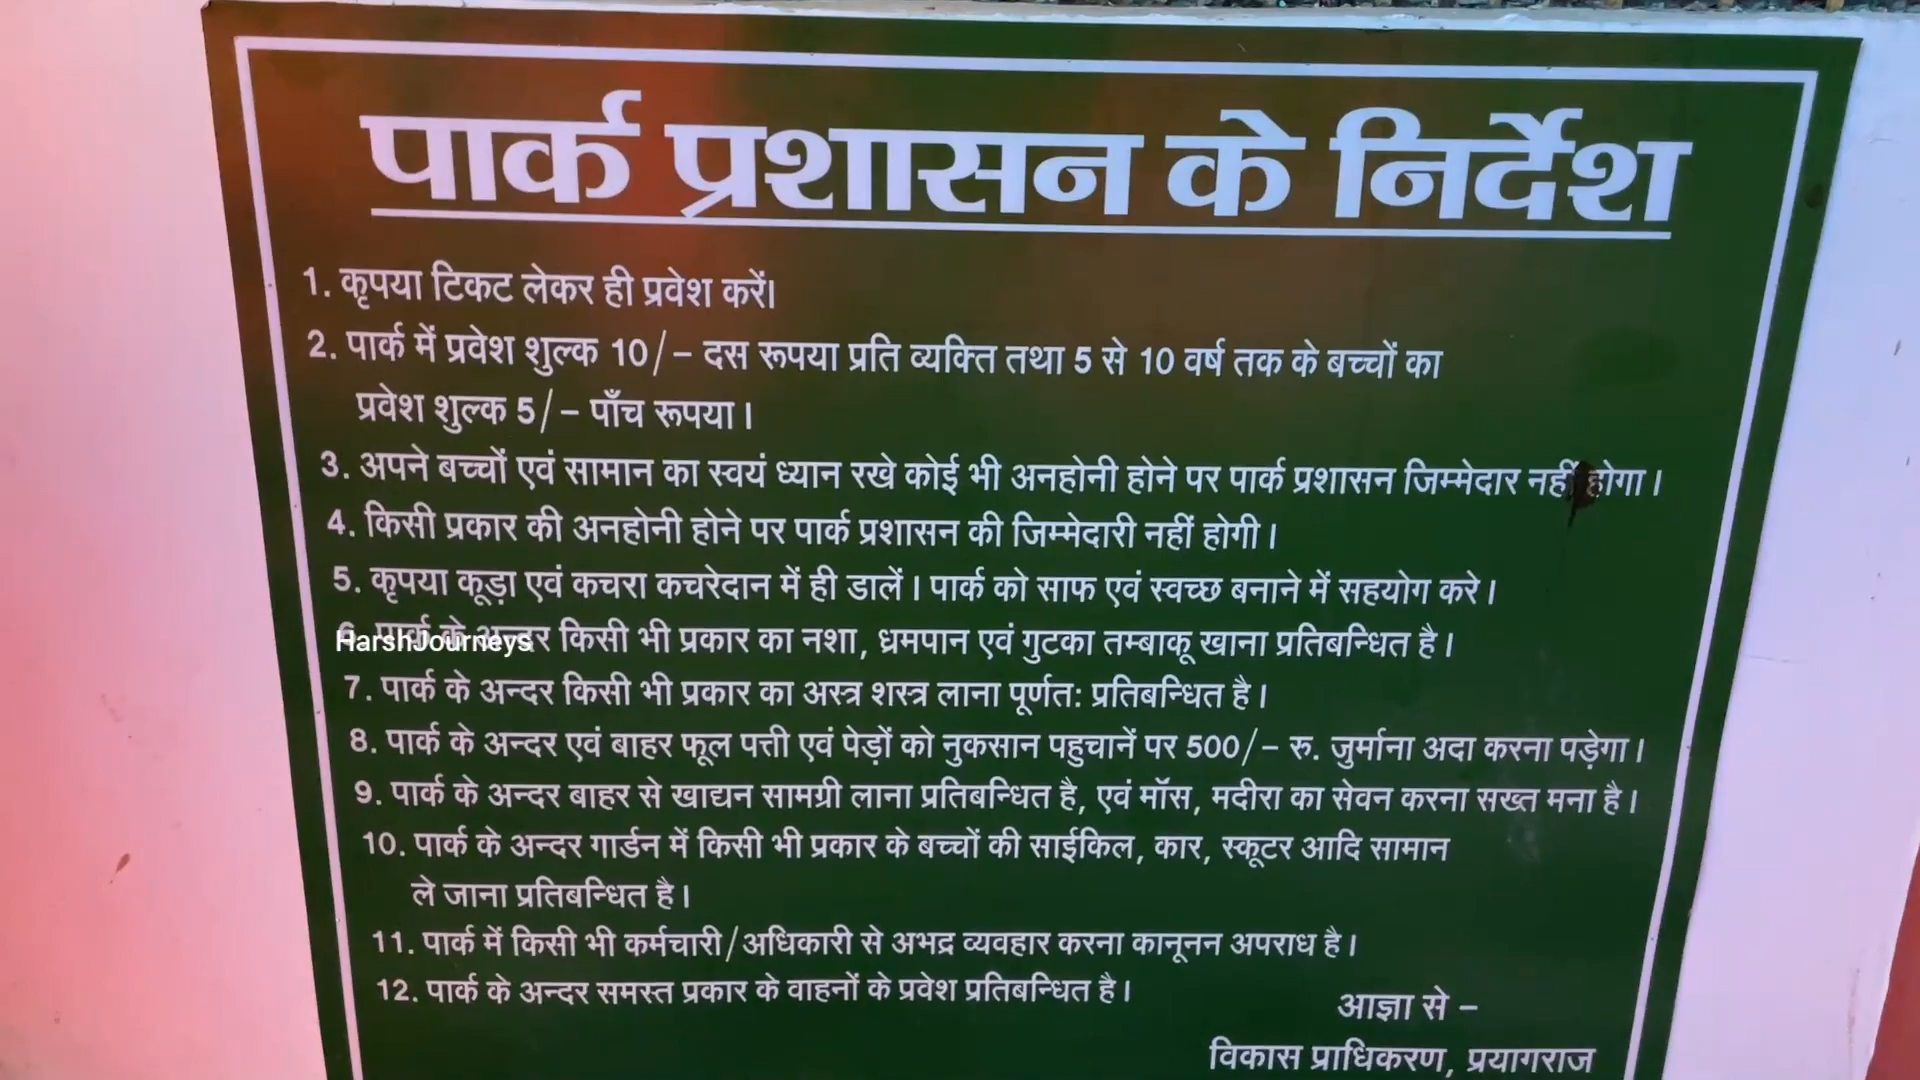 पार्क प्रशासन के निर्देश
1. कृपया टिकट लेकर ही प्रवेश करें।
2. पार्क में प्रवेश शुल्क 10/– दस रूपया प्रति व्यक्ति तथा 5 से 10 वर्ष तक के बच्चों का
प्रवेश शुल्क 5/– पाँच रूपया।
3. अपने बच्चों एवं सामान का स्वयं ध्यान रखे कोई भी अनहोनी होने पर पार्क प्रशासन जिम्मेदार नहीं होगा।
4. किसी प्रकार की अनहोनी होने पर पार्क प्रशासन की जिम्मेदारी नहीं होगी।
5. कृपया कूड़ा एवं कचरा कचरेदान में ही डालें। पार्क को साफ एवं स्वच्छ बनाने में सहयोग करे।
6. पार्क के अन्दर किसी भी प्रकार का नशा, ध्रमपान एवं गुटका तम्बाकू खाना प्रतिबन्धित है।
HarshJourneys
7. पार्क के अन्दर किसी भी प्रकार का अस्त्र शस्त्र लाना पूर्णत: प्रतिबन्धित है।
8. पार्क के अन्दर एवं बाहर फूल पत्ती एवं पेड़ों को नुकसान पहुचानें पर 500/– रु. जुर्माना अदा करना पड़ेगा।
9. पार्क के अन्दर बाहर से खाद्यन सामग्री लाना प्रतिबन्धित है, एवं मॉस, मदीरा का सेवन करना सख्त मना है।
10. पार्क के अन्दर गार्डन में किसी भी प्रकार के बच्चों की साईकिल, कार, स्कूटर आदि सामान
ले जाना प्रतिबन्धित है।
11. पार्क में किसी भी कर्मचारी/अधिकारी से अभद्र व्यवहार करना कानूनन अपराध है।
12. पार्क के अन्दर समस्त प्रकार के वाहनों के प्रवेश प्रतिबन्धित है।
आज्ञा से –
विकास प्राधिकरण, प्रयागराज